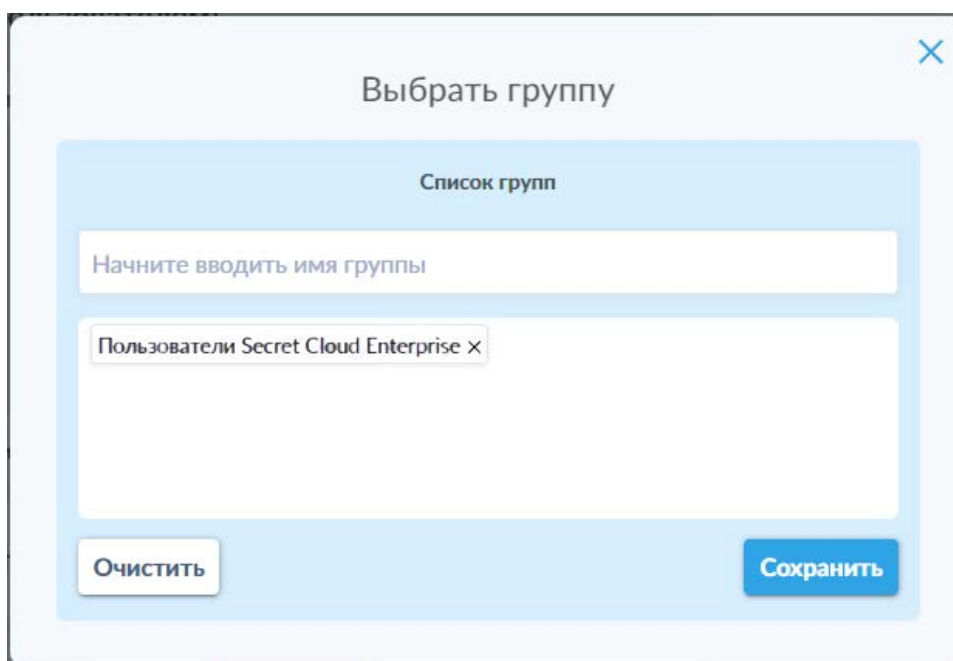 Выбрать группу
Список групп
Начните вводить имя группы
Пользователи Secret Cloud Enterprise ×
Очистить
Сохранить